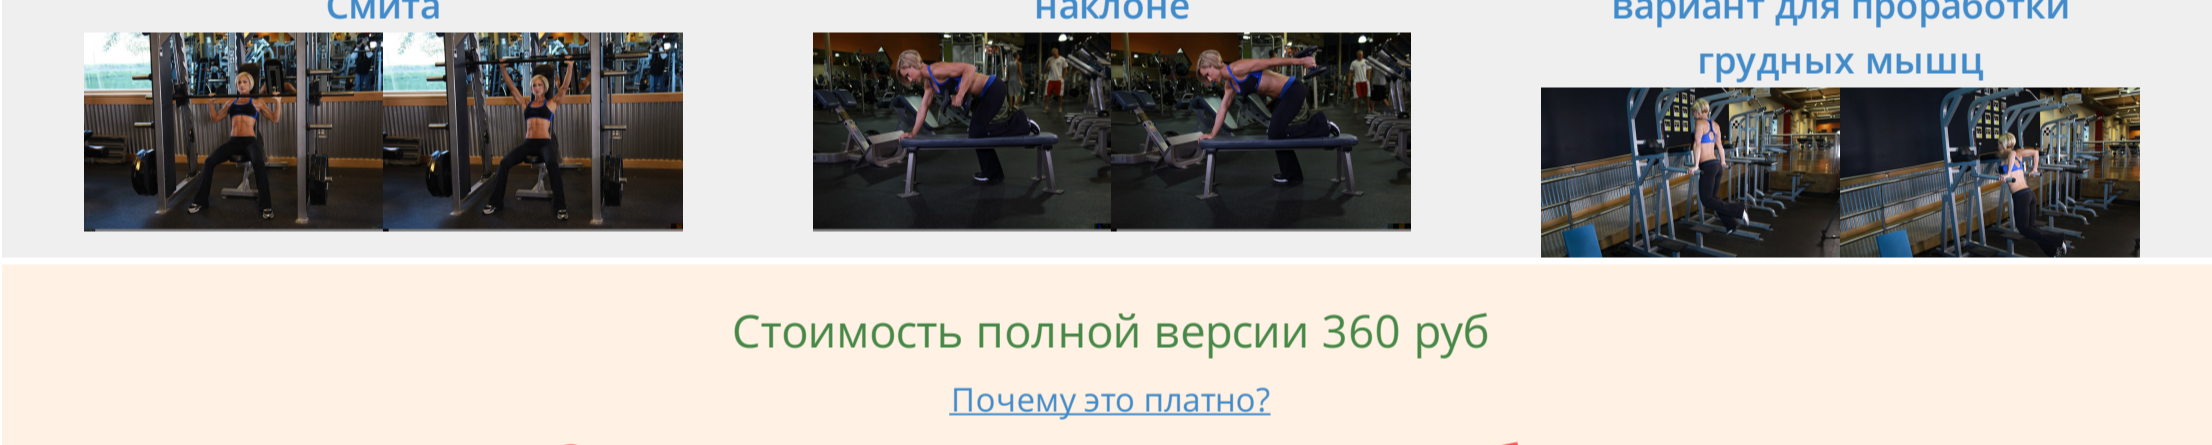 Смита
наклоне
вариант для проработки
грудных мышц
Стоимость полной версии 360 руб
Почему это платно?